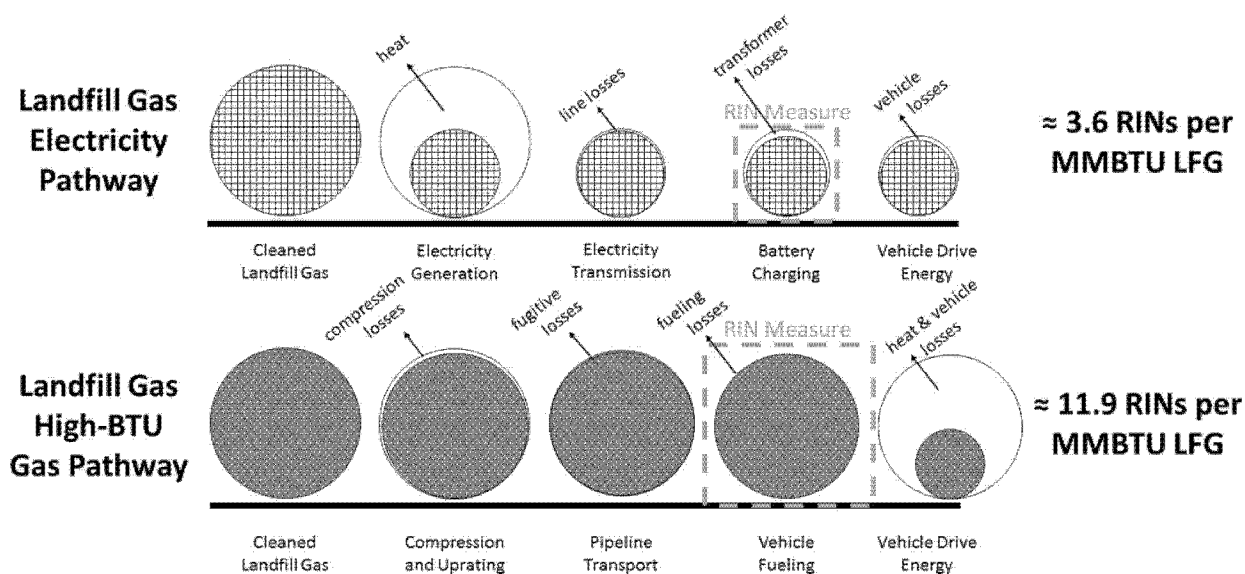 Landfill Gas
Electricity
Pathway
heat
line losses
transformer
losses
RIN Measure
vehicle
losses
≈ 3.6 RINs per
MMBTU LFG
Cleaned
Landfill Gas
Electricity
Generation
Electricity
Transmission
Battery
Charging
Vehicle Drive
Energy
Landfill Gas
High-BTU
Gas Pathway
compression
losses
fugitive
losses
fueling
losses
RIN Measure
heat & vehicle
losses
≈ 11.9 RINs per
MMBTU LFG
Cleaned
Landfill Gas
Compression
and Uprating
Pipeline
Transport
Vehicle
Fueling
Vehicle Drive
Energy